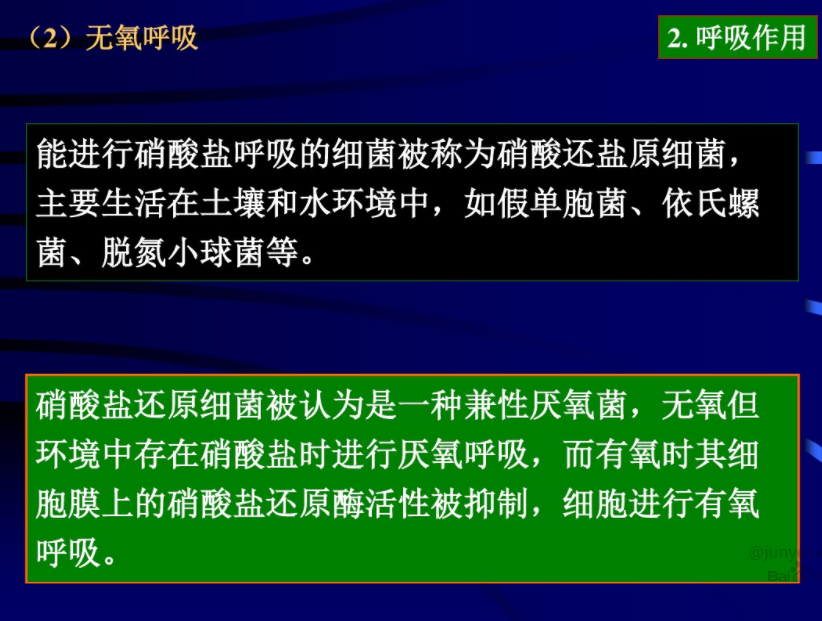 （2）无氧呼吸
2. 呼吸作用
能进行硝酸盐呼吸的细菌被称为硝酸还盐原细菌，
主要生活在土壤和水环境中，如假单胞菌、依氏螺
菌、脱氮小球菌等。
硝酸盐还原细菌被认为是一种兼性厌氧菌，无氧但
环境中存在硝酸盐时进行厌氧呼吸，而有氧时其细
胞膜上的硝酸盐还原酶活性被抑制，细胞进行有氧
呼吸。